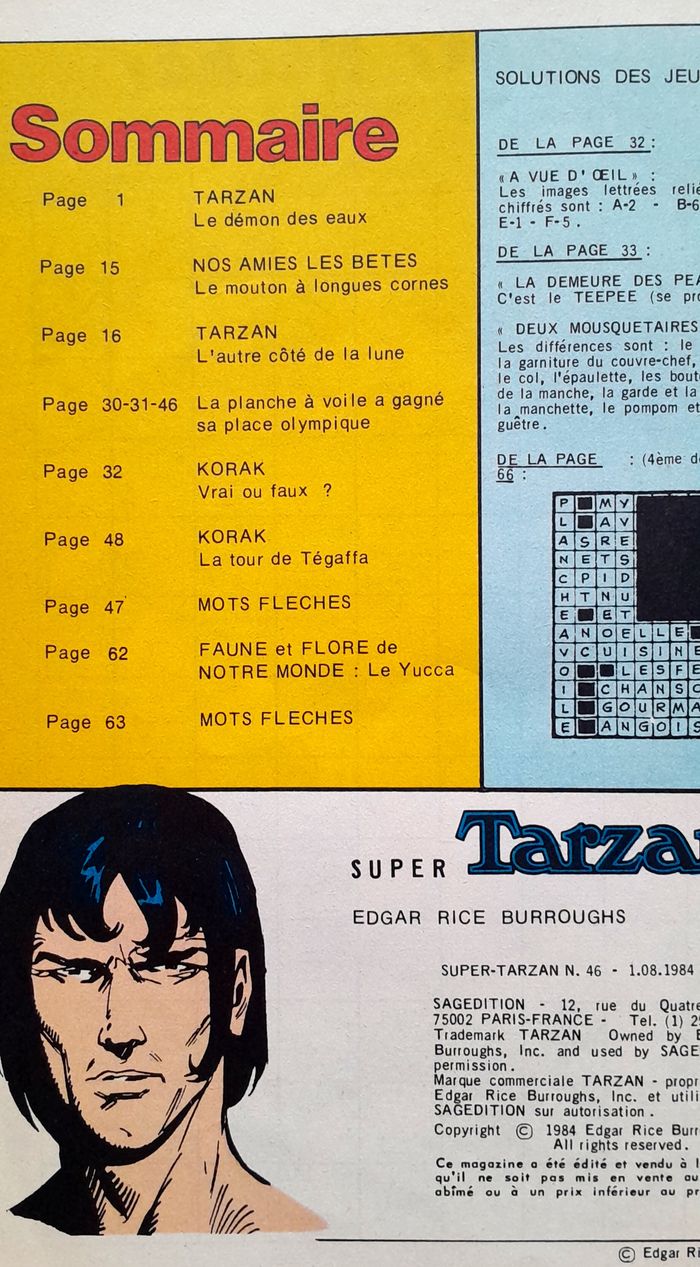 Sommaire
Page 1 TARZAN
Le démon des eaux
Page 15 NOS AMIES LES BETES
Le mouton à longues cornes
Page 16 TARZAN
L'autre côté de la lune
Page 30-31-46 La planche à voile a gagné
sa place olympique
Page 32 KORAK
Vrai ou faux ?
Page 48 KORAK
La tour de Tégaffa
Page 47 MOTS FLECHES
Page 62 FAUNE et FLORE de
NOTRE MONDE : Le Yucca
Page 63 MOTS FLECHES
SOLUTIONS DES JEU
DE LA PAGE 32 :
« A VUE D' ŒIL » :
Les images lettrées relié
chiffrés sont : A-2 - B-6
E-1 - F-5 .
DE LA PAGE 33 :
« LA DEMEURE DES PEA
C'est le TEEPEE (se pro
« DEUX MOUSQUETAIRES
Les différences sont : le
la garniture du couvre-chef,
le col, l'épaulette, les bout
de la manche, la garde et la
la manchette, le pompom et
guêtre.
DE LA PAGE : (4ème d
66 :
P M Y
L A V
A S R E
N E T S
C P I D
H T N U
E E T
A N O E L L E
V C U I S I N E
O L E S F E
I C H A N S O
L G O U R M A
E A N G O I S
SUPER Tarzan
EDGAR RICE BURROUGHS
SUPER-TARZAN N. 46 - 1.08.1984
SAGEDITION - 12, rue du Quatre
75002 PARIS-FRANCE - Tel. (1) 2
Trademark TARZAN Owned by E
Burroughs, Inc. and used by SAGE
permission.
Marque commerciale TARZAN - propr
Edgar Rice Burroughs, Inc. et utili
SAGEDITION sur autorisation .
Copyright © 1984 Edgar Rice Burr
All rights reserved.
Ce magazine a été édité et vendu à l
qu'il ne soit pas mis en vente au
abîmé ou à un prix inférieur au pr
© Edgar Ri